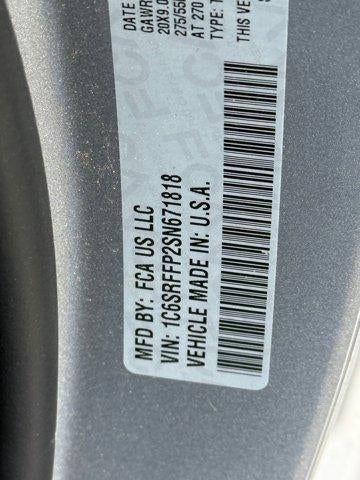 DATE
GAWR
20X9.0
275/55
AT 270
TYPE: T
THIS VE
MFD BY: FCA US LLC
VIN: 1C6SRFFP2SN671818
VEHICLE MADE IN: U.S.A.